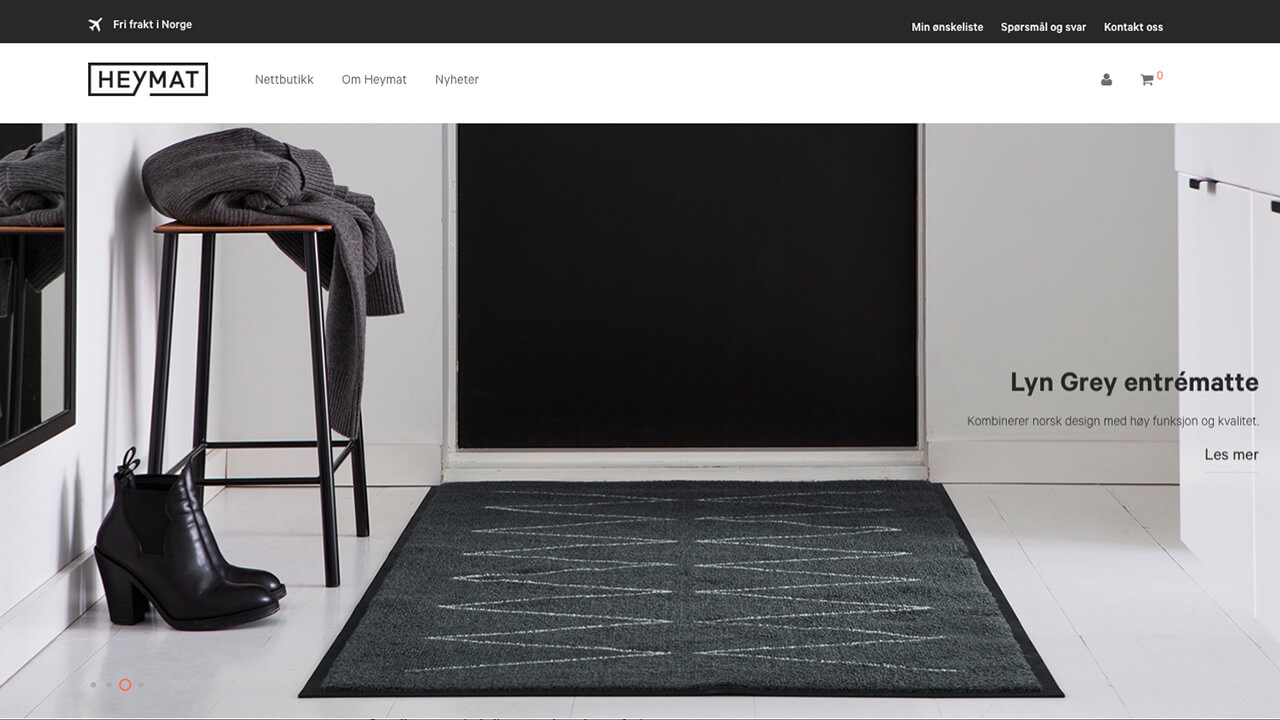 Fri frakt i Norge
Min ønskeliste
Spørsmål og svar
Kontakt oss
HEYMAT
Nettbutikk
Om Heymat
Nyheter
0
Lyn Grey entrématte
Kombinerer norsk design med høy funksjon og kvalitet.
Les mer